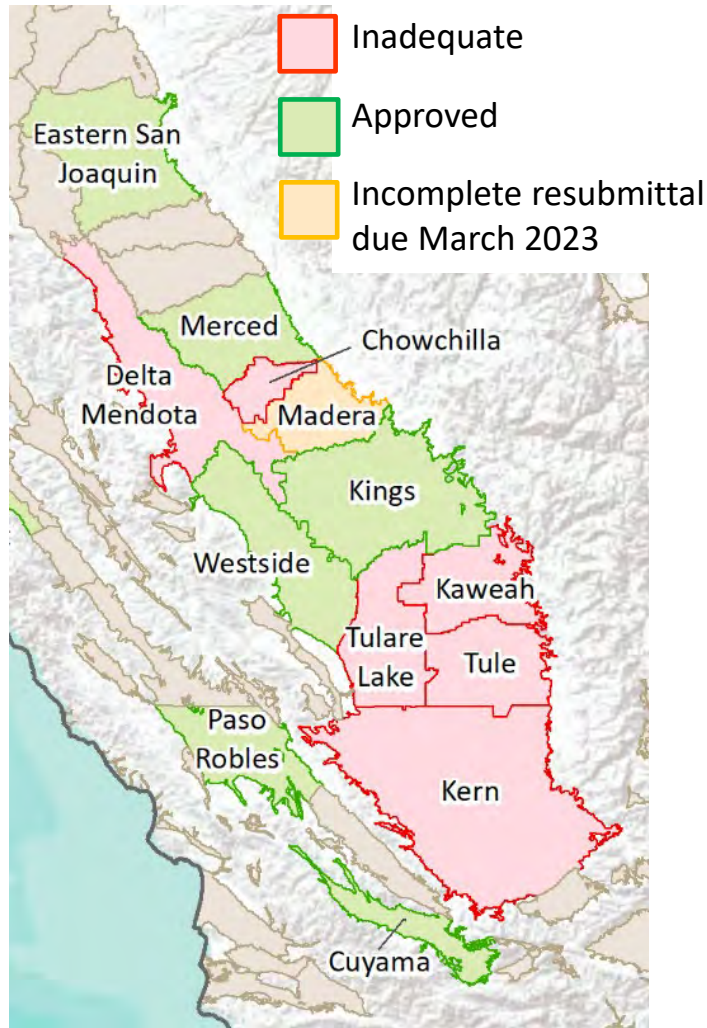 Inadequate
Approved
Incomplete resubmittal
due March 2023
Eastern San
Joaquin
Merced
Chowchilla
Delta
Mendota
Madera
Kings
Westside
Kaweah
Tulare
Lake
Tule
Paso
Robles
Kern
Cuyama